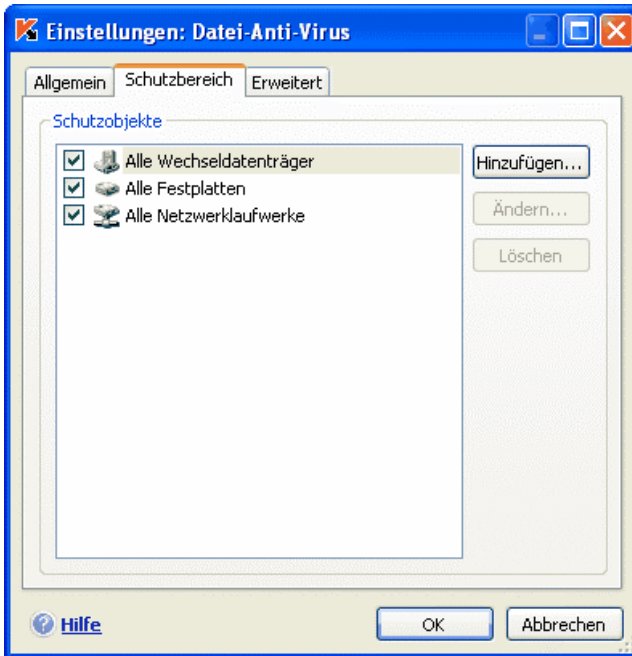 Einstellungen: Datei-Anti-Virus
Allgemein Schutzbereich Erweitert
Schutzobjekte
Alle Wechseldatenträger
Alle Festplatten
Alle Netzwerklaufwerke
Hinzufügen...
Ändern...
Löschen
Hilfe
OK Abbrechen